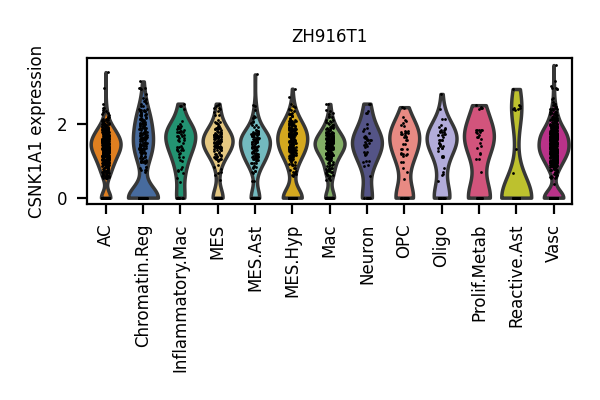 ZH916T1
CSNK1A1 expression
2
0
AC
Chromatin.Reg
Inflammatory.Mac
MES
MES.Ast
MES.Hyp
Mac
Neuron
OPC
Oligo
Prolif.Metab
Reactive.Ast
Vasc